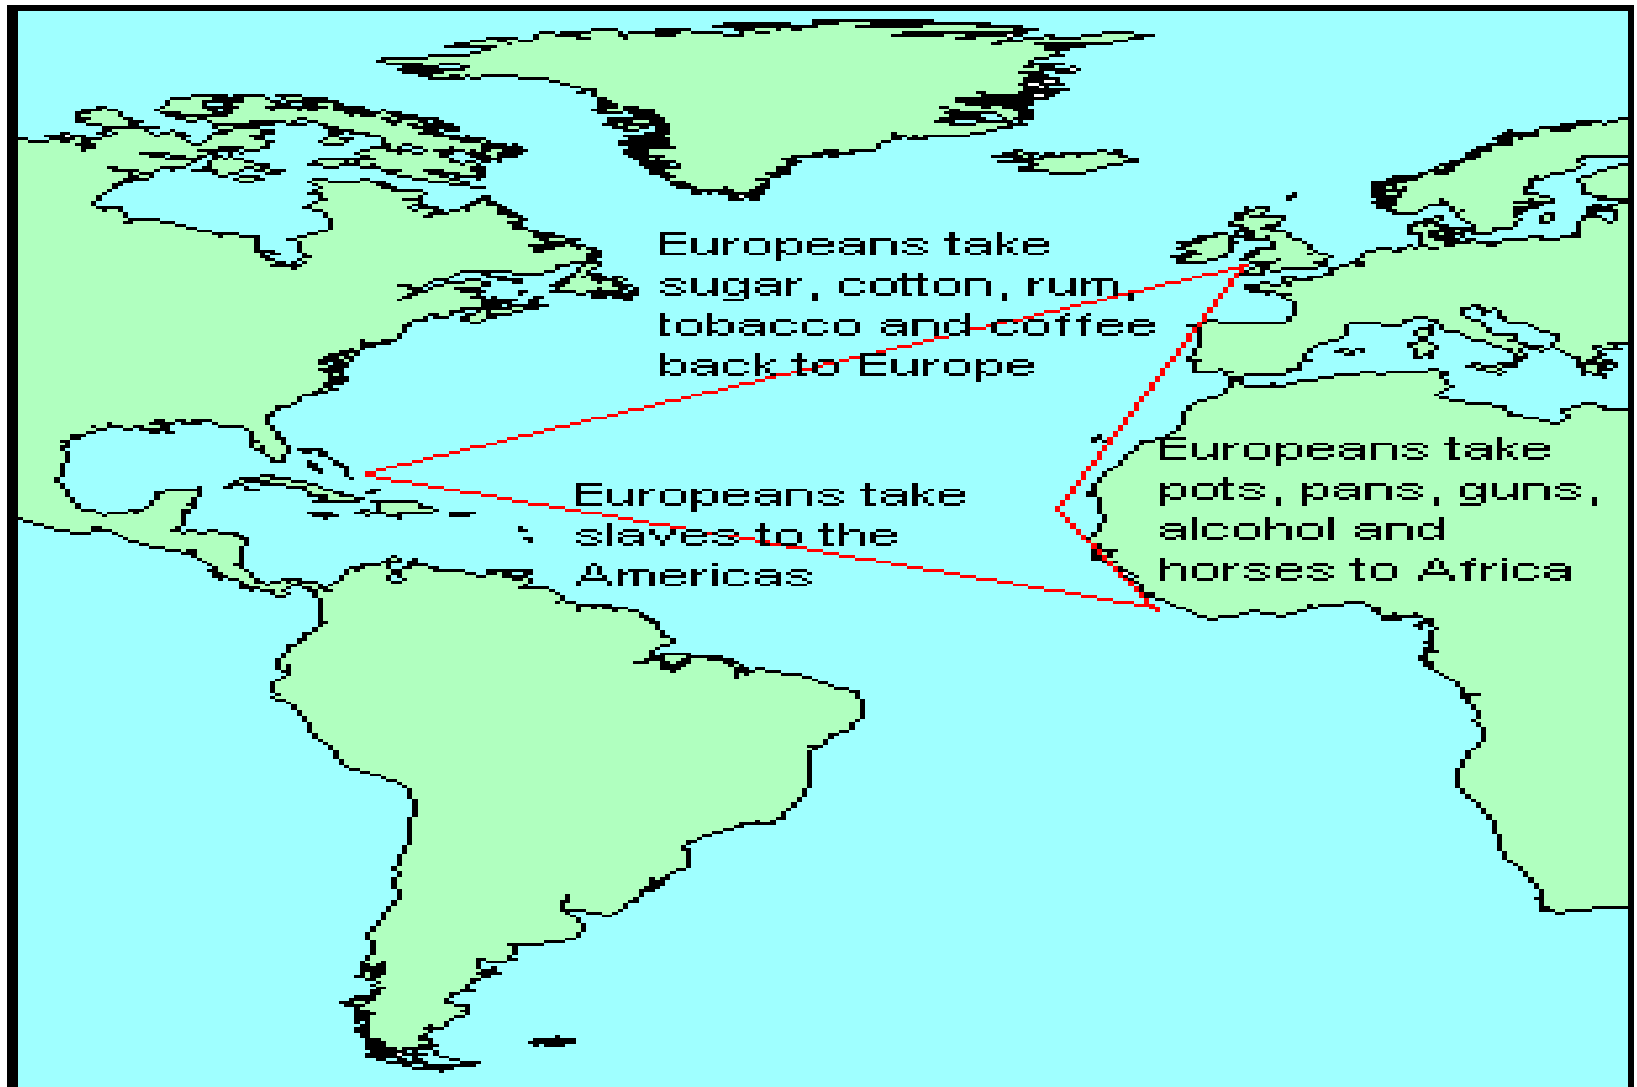 Europeans take
sugar, cotton, rum,
tobacco and coffee
back to Europe
Europeans take
slaves to the
Americas
Europeans take
pots, pans, guns,
alcohol and
horses to Africa